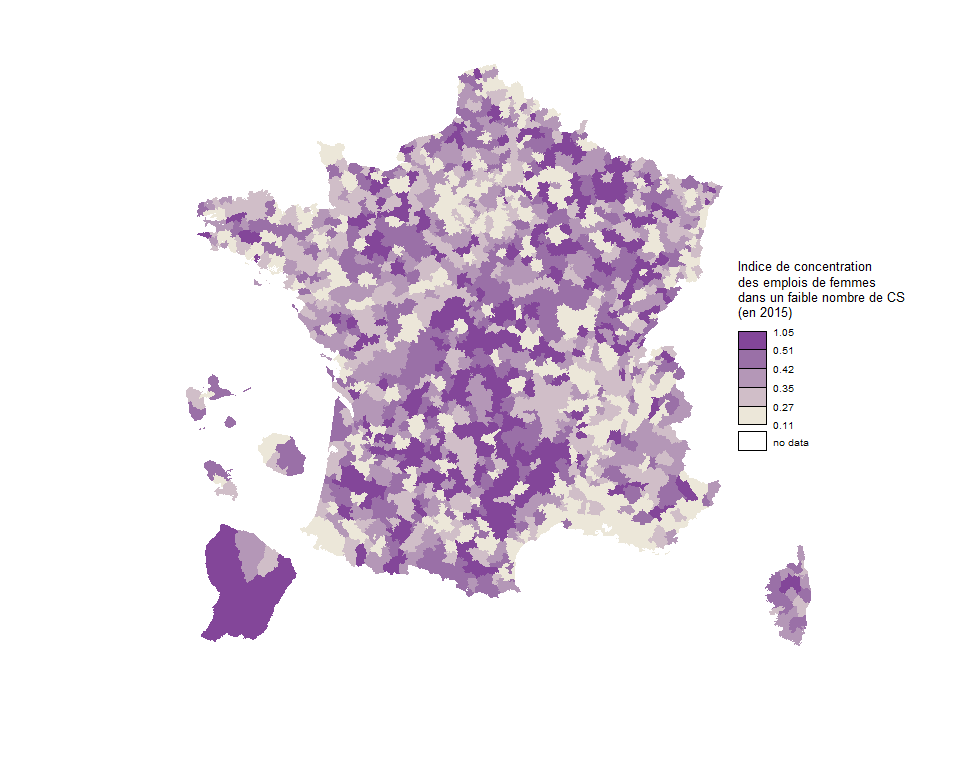 Indice de concentration
des emplois de femmes
dans un faible nombre de CS
(en 2015)
1.05
0.51
0.42
0.35
0.27
0.11
no data